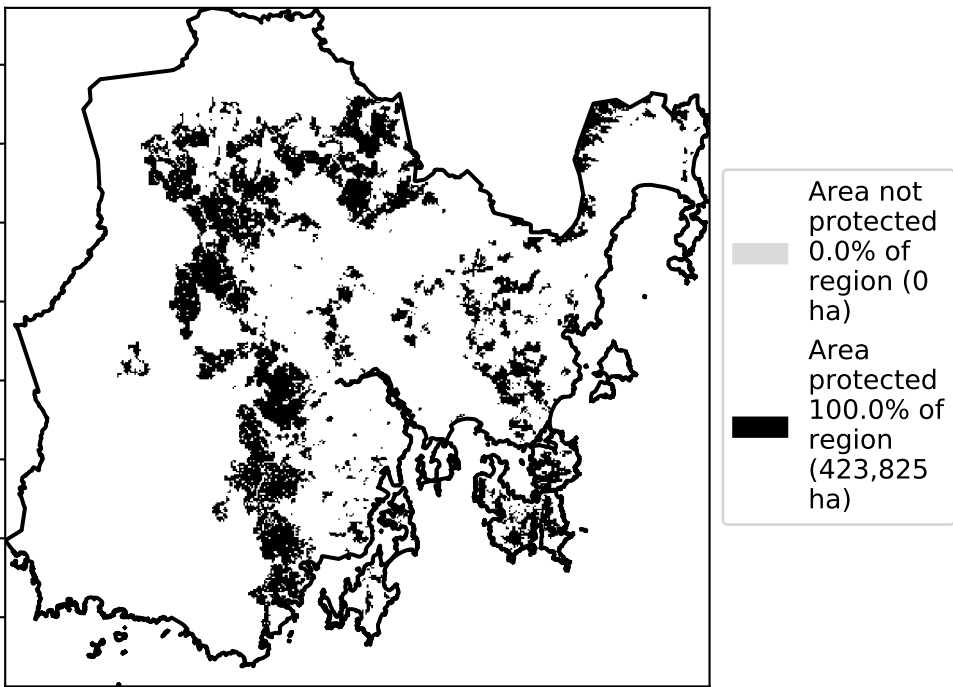 Area not
protected
0.0% of
region (0
ha)
Area
protected
100.0% of
region
(423,825
ha)